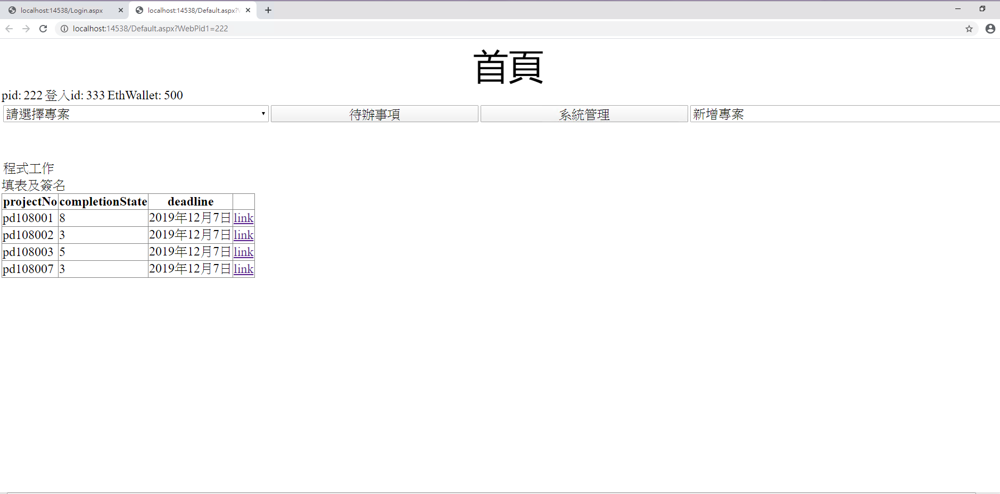 localhost:14538/Login.aspx localhost:14538/Default.aspx?
localhost:14538/Default.aspx?WebPid1=222
首頁
pid: 222 登入id: 333 EthWallet: 500
請選擇專案 待辦事項 系統管理 新增專案
程式工作
填表及簽名
projectNo completionState deadline
pd108001 8 2019年12月7日 link
pd108002 3 2019年12月7日 link
pd108003 5 2019年12月7日 link
pd108007 3 2019年12月7日 link